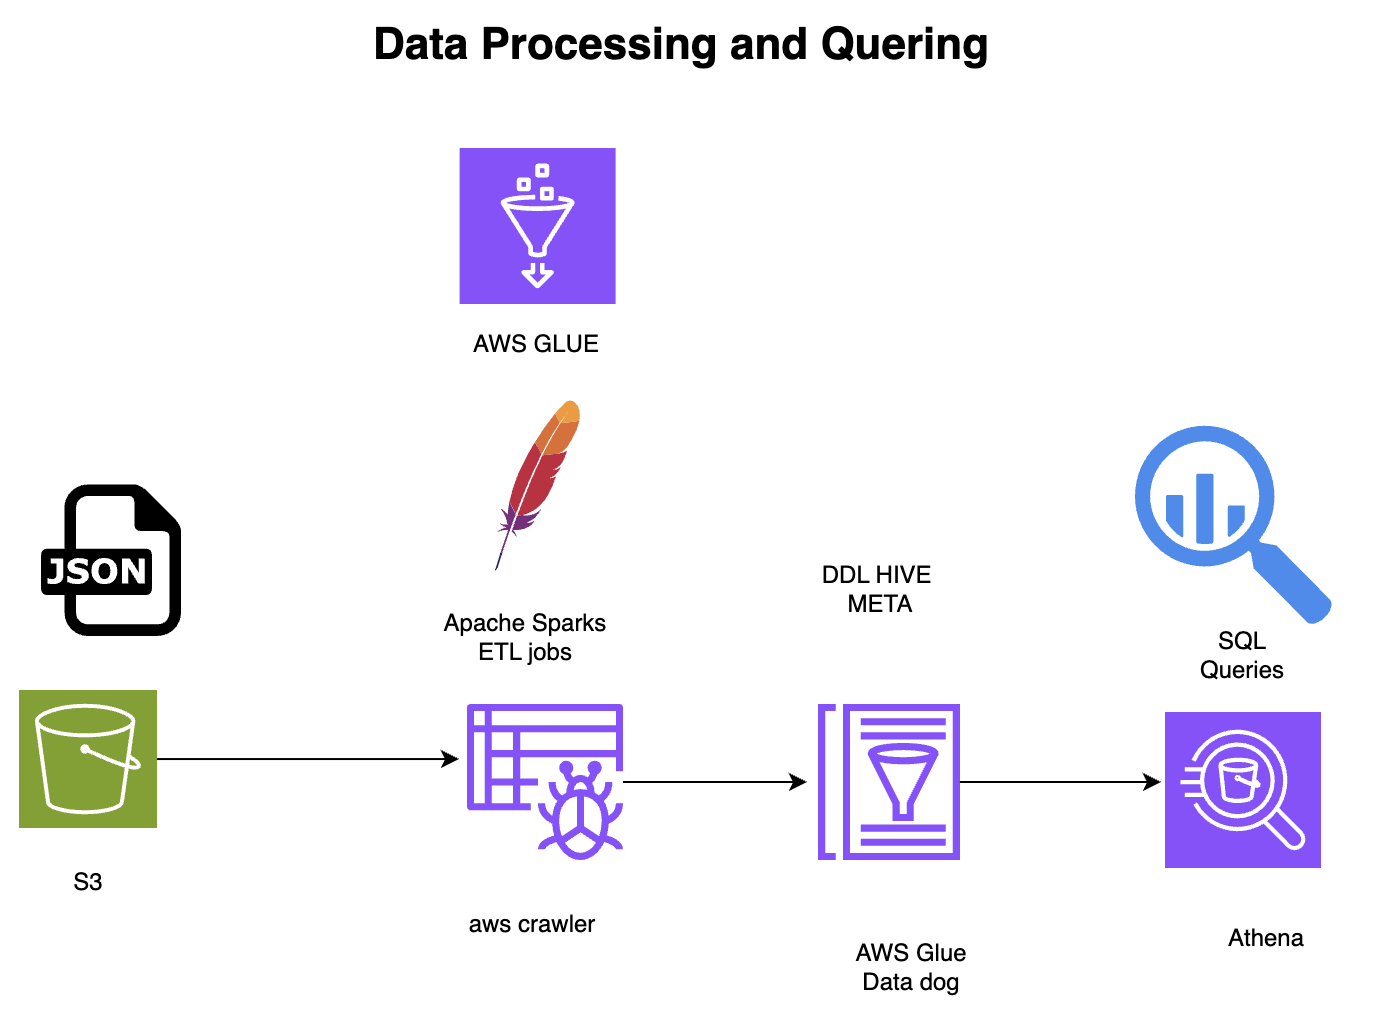 Data Processing and Quering
AWS GLUE
JSON
Apache Sparks
ETL jobs
DDL HIVE
META
SQL
Queries
S3
aws crawler
AWS Glue
Data dog
Athena